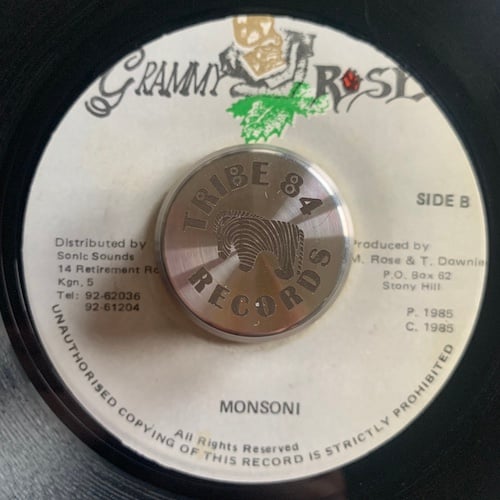 GRAMMY ROSE
SIDE B
TRIBE 84
RECORDS
Distributed by
Sonic Sounds
14 Retirement
Kgn. 5
Tel: 92-62036
92-61204
Produced by
M. Rose & T. Downie
P.O. Box 62
Stony Hill
P. 1985
C. 1985
MONSONI
All Rights Reserved
UNAUTHORISED COPYING OF THIS RECORD IS STRICTLY PROHIBITED